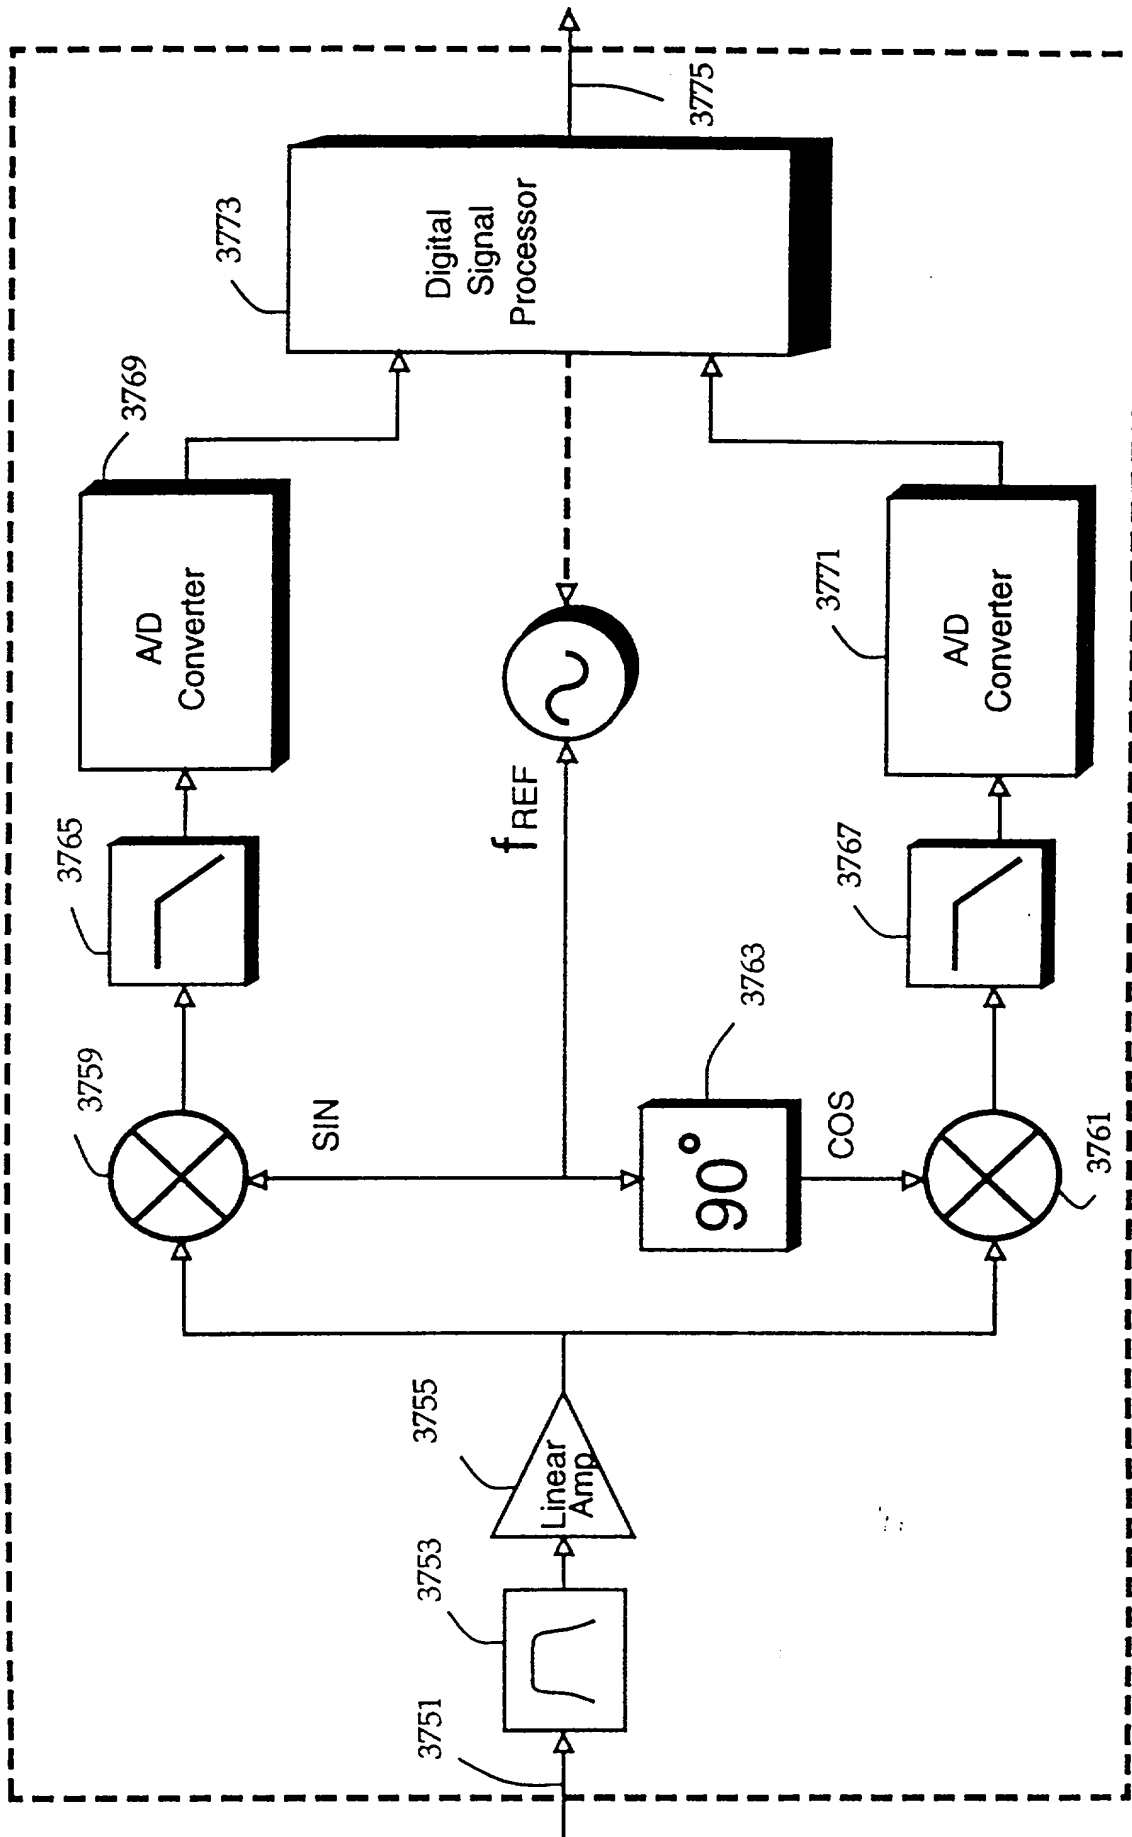 3751
3753
Linear
Amp
3755
3759
SIN
90°
3763
COS
3761
3765
3767
f REF
A/D
Converter
3769
A/D
Converter
3771
Digital
Signal
Processor
3773
3775